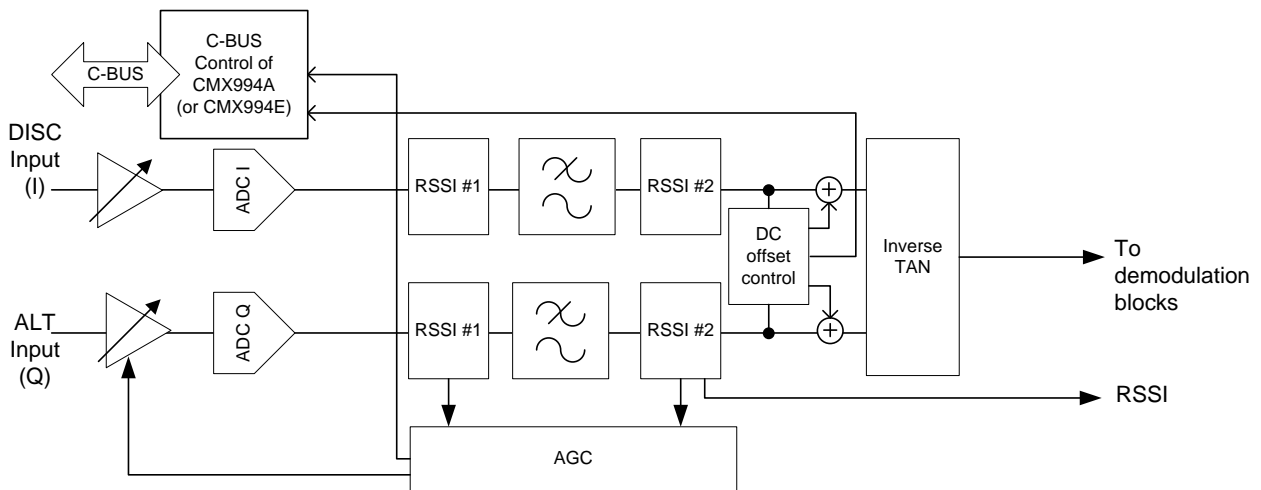 C-BUS
Control of
CMX994A
(or CMX994E)
C-BUS
DISC
Input
(I)
ADC I
RSSI #1
RSSI #2
DC
offset
control
Inverse
TAN
To
demodulation
blocks
ALT
Input
(Q)
ADC Q
RSSI #1
RSSI #2
RSSI
AGC